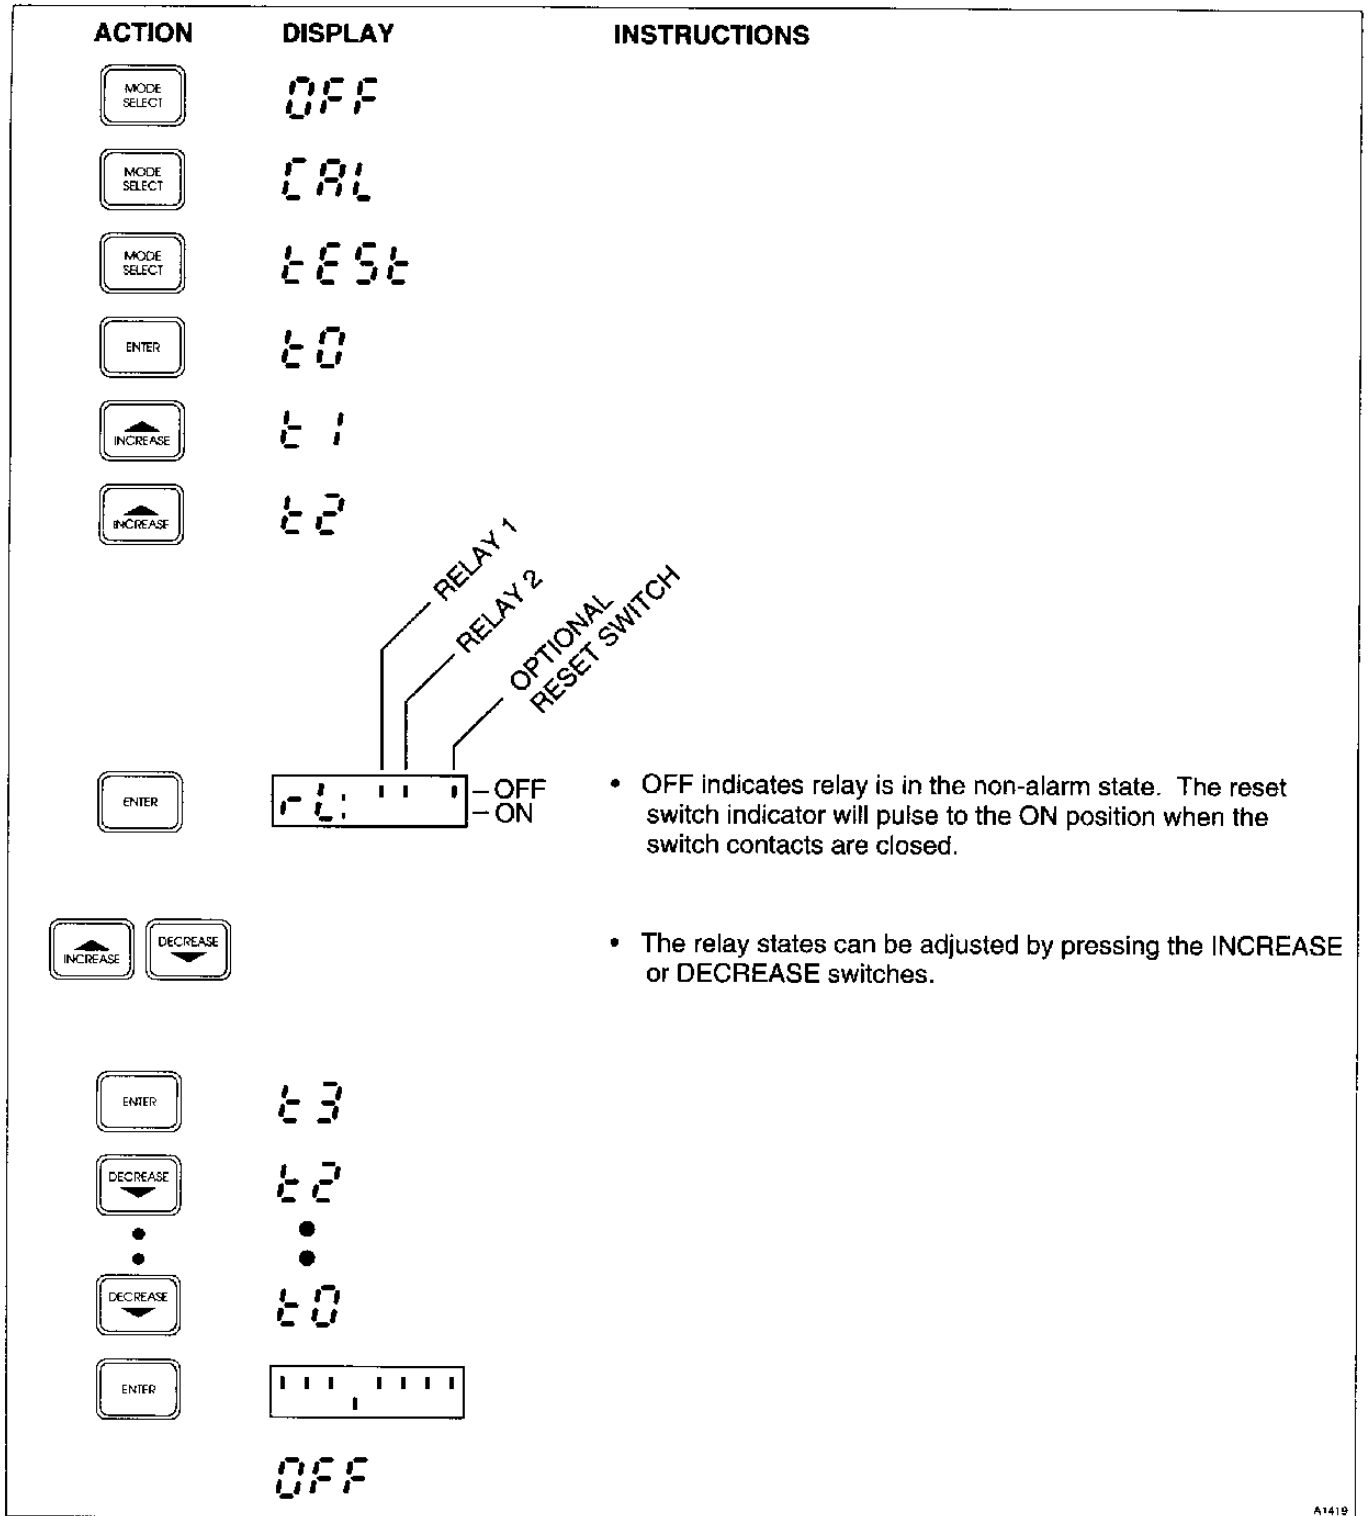 ACTION DISPLAY INSTRUCTIONS
MODE
SELECT
OFF
MODE
SELECT
CAL
MODE
SELECT
tESt
ENTER
t0
INCREASE
t1
INCREASE
t2
RELAY 1
RELAY 2
OPTIONAL
RESET SWITCH
ENTER
rL:
OFF
ON
• OFF indicates relay is in the non-alarm state. The reset
switch indicator will pulse to the ON position when the
switch contacts are closed.
INCREASE
DECREASE
• The relay states can be adjusted by pressing the INCREASE
or DECREASE switches.
ENTER
t3
DECREASE
t2
DECREASE
t0
ENTER
OFF
A1419